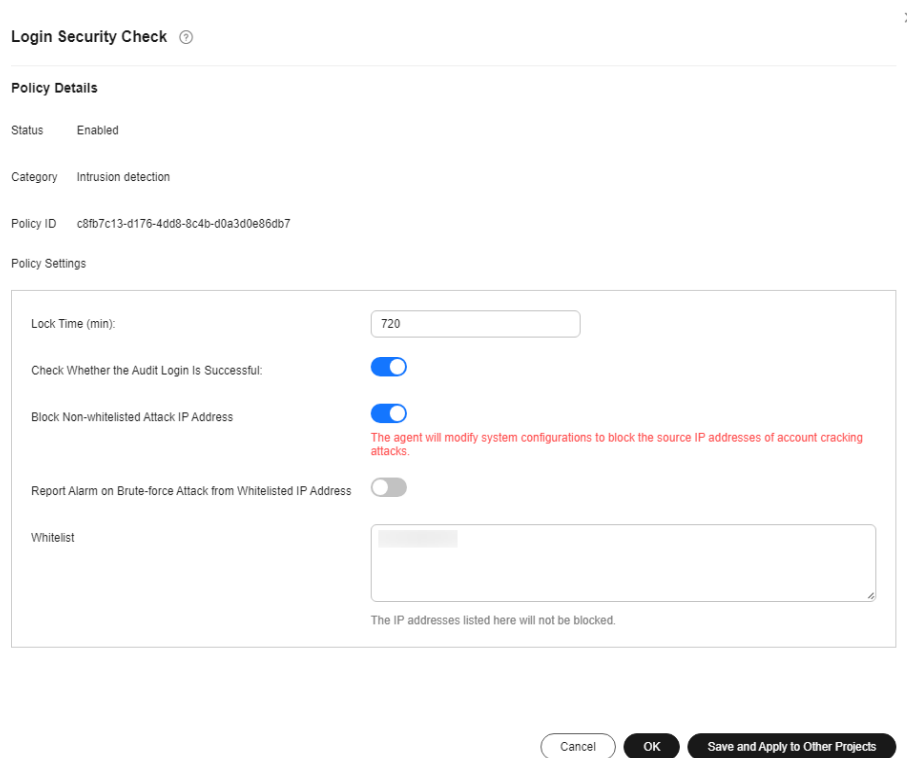 Login Security Check ?
Policy Details
Status Enabled
Category Intrusion detection
Policy ID c8fb7c13-d176-4dd8-8c4b-d0a3d0e86db7
Policy Settings
Lock Time (min): 720
Check Whether the Audit Login Is Successful:
Block Non-whitelisted Attack IP Address
The agent will modify system configurations to block the source IP addresses of account cracking
attacks.
Report Alarm on Brute-force Attack from Whitelisted IP Address
Whitelist
The IP addresses listed here will not be blocked.
Cancel OK Save and Apply to Other Projects